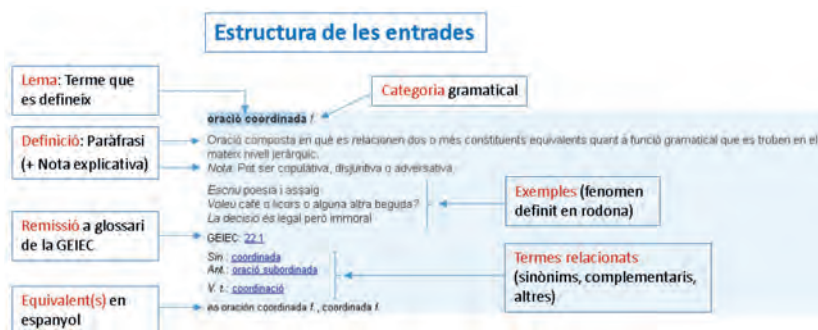 Estructura de les entrades
Lema: Terme que
es defineix
Categoria gramatical
oració coordinada f.
Definició: Paràfrasi
(+ Nota explicativa)
Oració composta en què es relacionen dos o més constituents equivalents quant a funció gramatical que es troben en el
mateix nivell jeràrquic.
Nota: Pot ser copulativa, disjuntiva o adversativa.
Escriu poesia i assaig
Voleu cafè o licors o alguna altra beguda?
La decisió és legal però immoral
Exemples (fenomen
definit en rodona)
Remissió a glossari
de la GEIEC
GEIEC: 22.1
Sin.: coordinada
Ant.: oració subordinada
V. t.: coordinació
Termes relacionats
(sinònims, complementaris,
altres)
Equivalent(s) en
espanyol
es oración coordinada f., coordinada f.